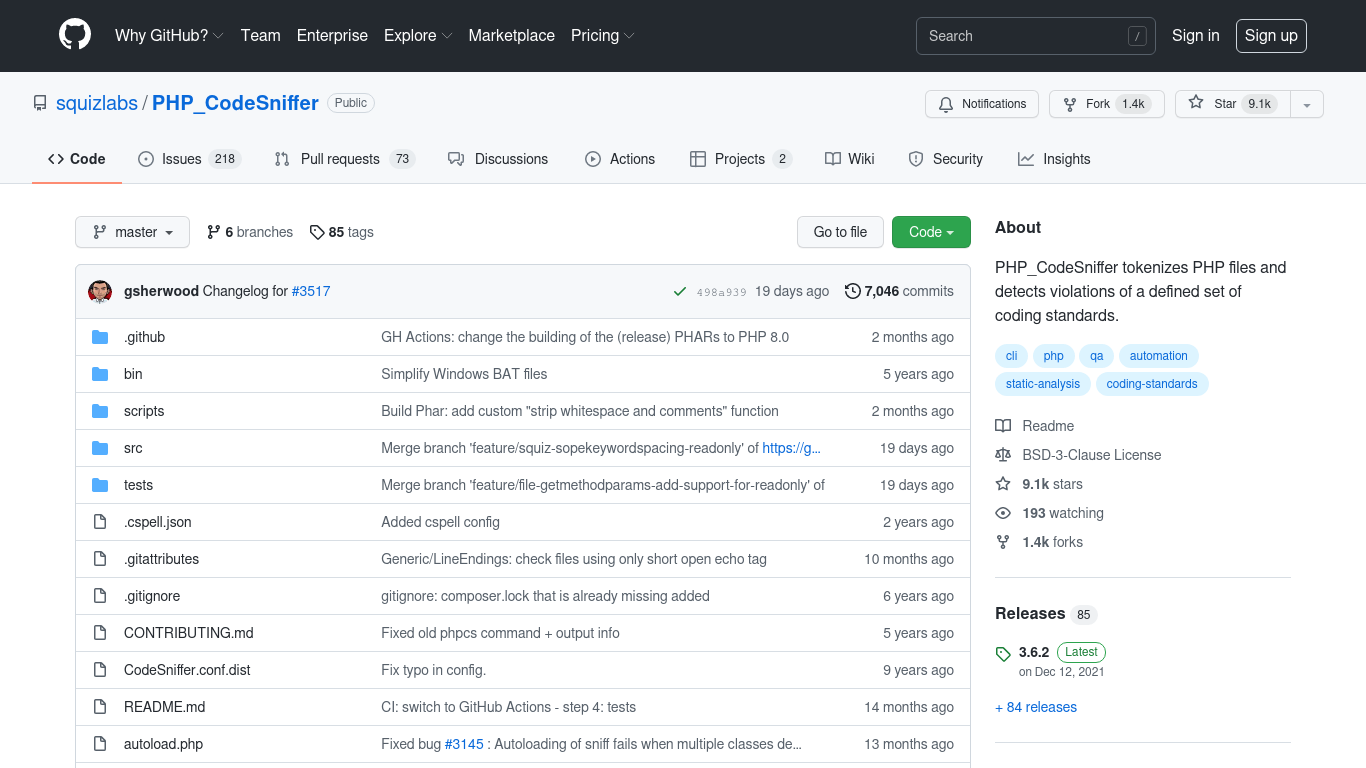 Why GitHub? Team Enterprise Explore Marketplace Pricing Search / Sign in Sign up
squizlabs / PHP_CodeSniffer Public Notifications Fork 1.4k Star 9.1k
Code Issues 218 Pull requests 73 Discussions Actions Projects 2 Wiki Security Insights
master 6 branches 85 tags Go to file Code
gsherwood Changelog for #3517 498a939 19 days ago 7,046 commits
.github GH Actions: change the building of the (release) PHARs to PHP 8.0 2 months ago
bin Simplify Windows BAT files 5 years ago
scripts Build Phar: add custom "strip whitespace and comments" function 2 months ago
src Merge branch 'feature/squiz-sopekeywordspacing-readonly' of https://g… 19 days ago
tests Merge branch 'feature/file-getmethodparams-add-support-for-readonly' of 19 days ago
.cspell.json Added cspell config 2 years ago
.gitattributes Generic/LineEndings: check files using only short open echo tag 10 months ago
.gitignore gitignore: composer.lock that is already missing added 6 years ago
CONTRIBUTING.md Fixed old phpcs command + output info 5 years ago
CodeSniffer.conf.dist Fix typo in config. 9 years ago
README.md CI: switch to GitHub Actions - step 4: tests 14 months ago
autoload.php Fixed bug #3145 : Autoloading of sniff fails when multiple classes de… 13 months ago
About
PHP_CodeSniffer tokenizes PHP files and
detects violations of a defined set of
coding standards.
cli php qa automation
static-analysis coding-standards
Readme
BSD-3-Clause License
9.1k stars
193 watching
1.4k forks
Releases 85
3.6.2 Latest
on Dec 12, 2021
+ 84 releases